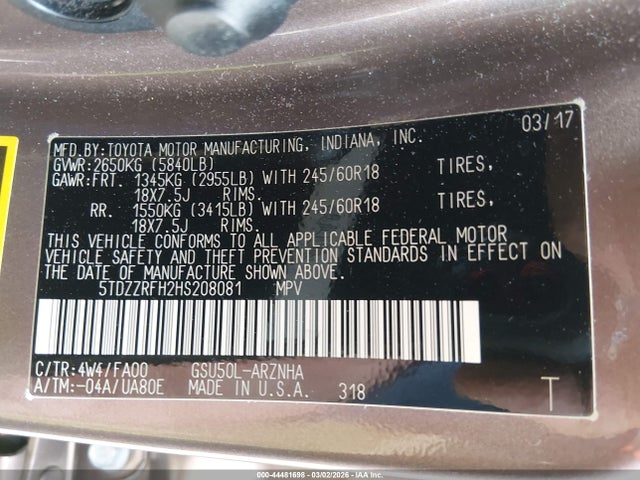 MFD.BY:TOYOTA MOTOR MANUFACTURING, INDIANA, INC. 03/17
GVWR:2650KG (5840LB)
GAWR:FRT. 1345KG (2955LB) WITH 245/60R18 TIRES,
18X7.5J RIMS.
RR. 1550KG (3415LB) WITH 245/60R18 TIRES,
18X7.5J RIMS.
THIS VEHICLE CONFORMS TO ALL APPLICABLE FEDERAL MOTOR
VEHICLE SAFETY AND THEFT PREVENTION STANDARDS IN EFFECT ON
THE DATE OF MANUFACTURE SHOWN ABOVE.
5TDZZRFH2HS208081 MPV
C/TR:4W4/FA00 GSU50L-ARZNHA
A/TM:-04A/UA80E MADE IN U.S.A. 318 T
000-44481698 - 03/02/2026 - IAA